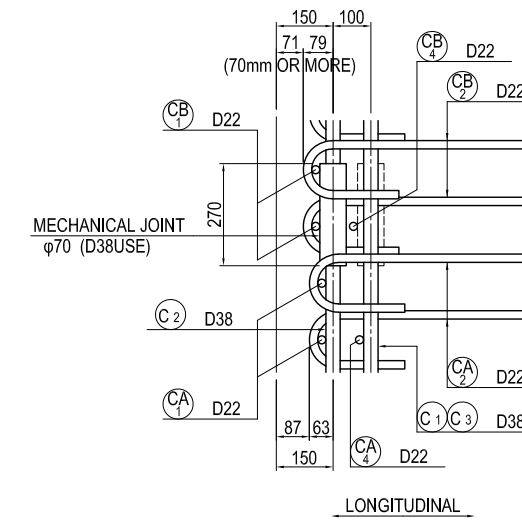 150 100
71 79
(70mm OR MORE)
CB 4 D22
CB 2 D22
CB 1 D22
270
MECHANICAL JOINT
φ70 (D38USE)
C 2 D38
CA 2 D22
CA 1 D22
C 1 C 3 D38
87 63
CA 4 D22
150
LONGITUDINAL